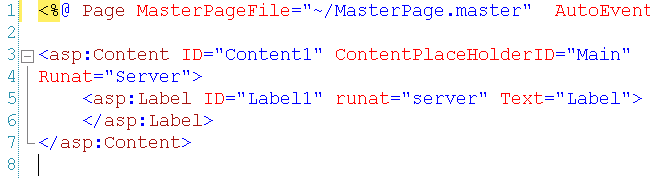 1 <%@ Page MasterPageFile="~/MasterPage.master"  AutoEvent
2
3 <asp:Content ID="Content1" ContentPlaceHolderID="Main"
4 Runat="Server">
5     <asp:Label ID="Label1" runat="server" Text="Label">
6     </asp:Label>
7 </asp:Content>
8